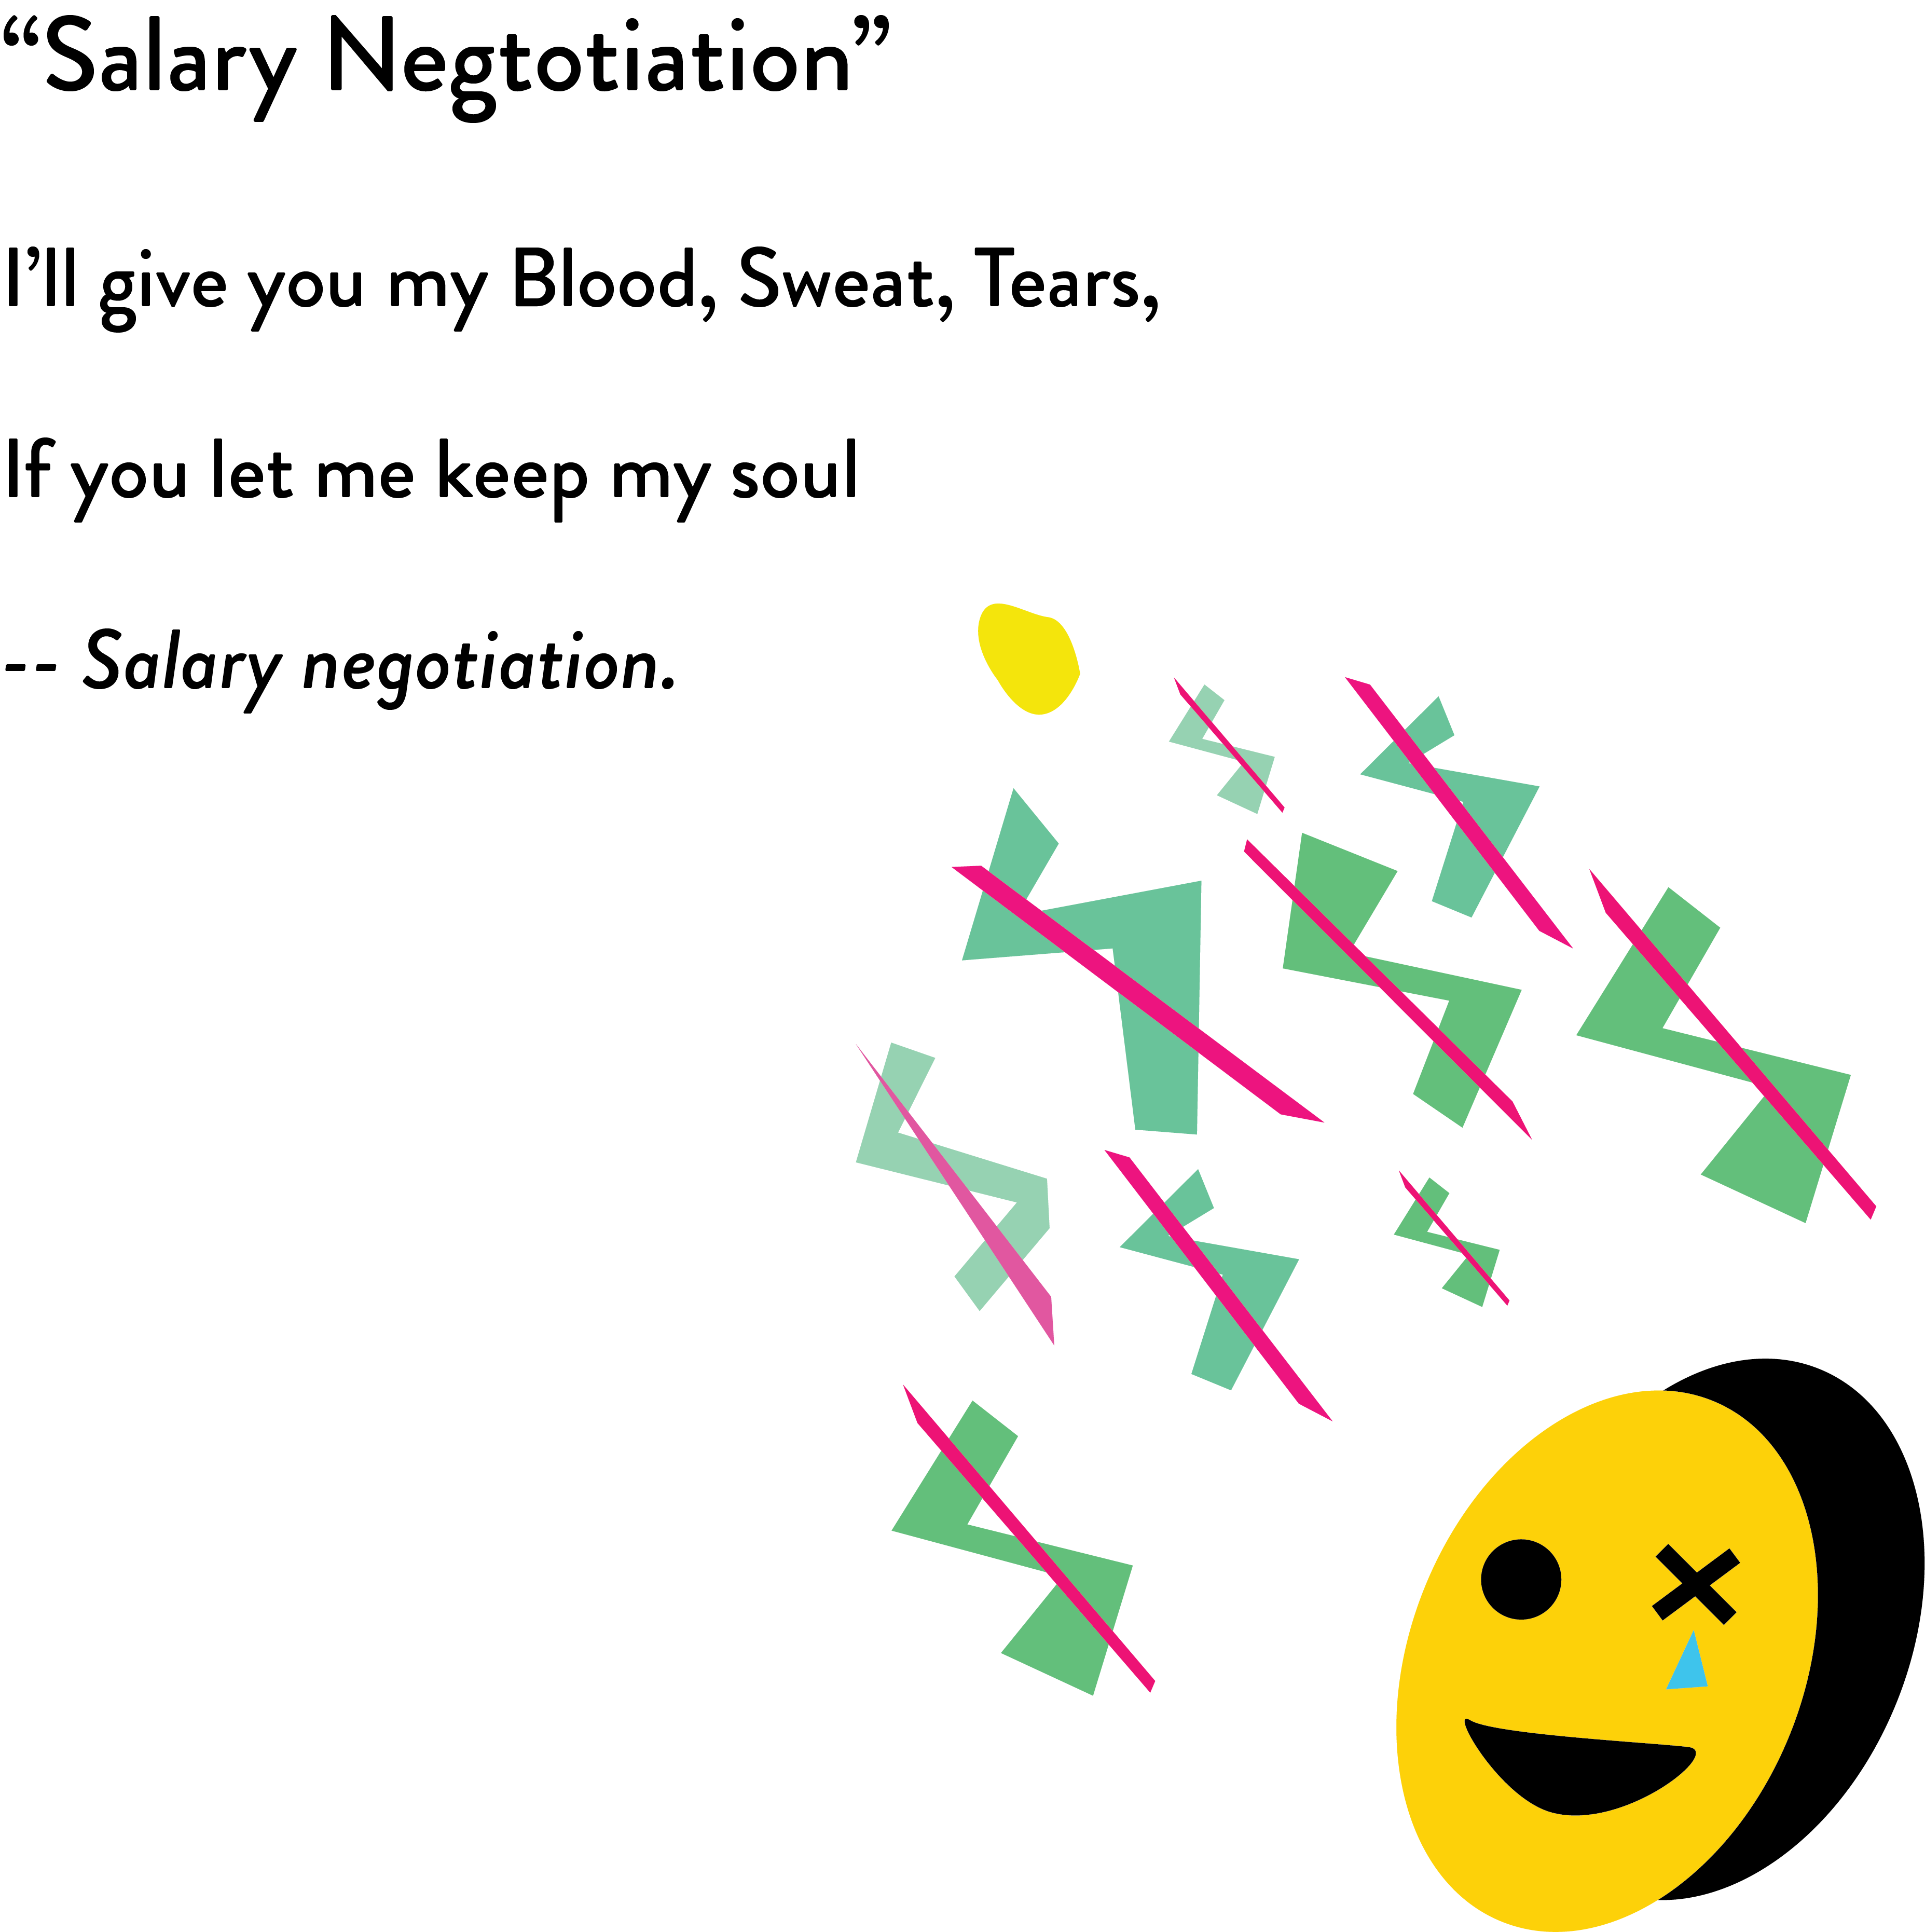 “Salary Negtotiation”
I’ll give you my Blood, Sweat, Tears,
If you let me keep my soul
-- Salary negotiation.